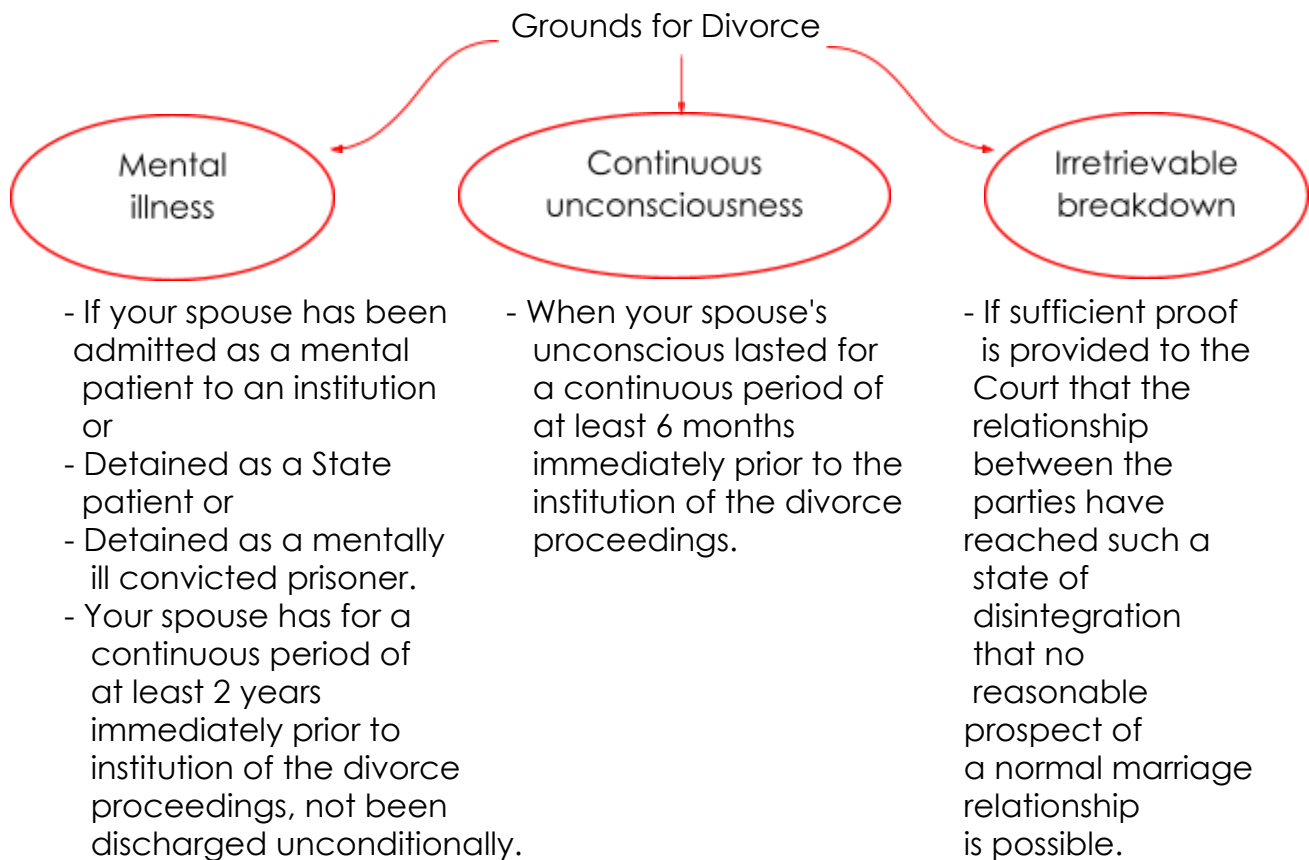 Grounds for Divorce
Mental
illness
Continuous
unconsciousness
Irretrievable
breakdown
- If your spouse has been
admitted as a mental
patient to an institution
or
- Detained as a State
patient or
- Detained as a mentally
ill convicted prisoner.
- Your spouse has for a
continuous period of
at least 2 years
immediately prior to
institution of the divorce
proceedings, not been
discharged unconditionally.
- When your spouse's
unconscious lasted for
a continuous period of
at least 6 months
immediately prior to the
institution of the divorce
proceedings.
- If sufficient proof
is provided to the
Court that the
relationship
between the
parties have
reached such a
state of
disintegration
that no
reasonable
prospect of
a normal marriage
relationship
is possible.